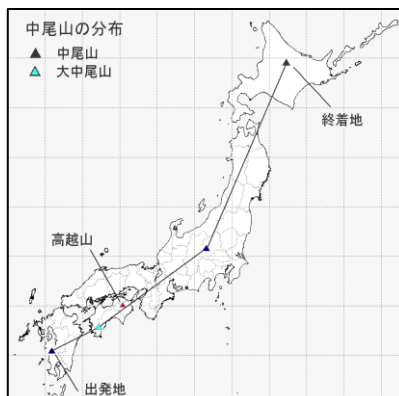 中尾山の分布
中尾山
大中尾山
終着地
高越山
出発地